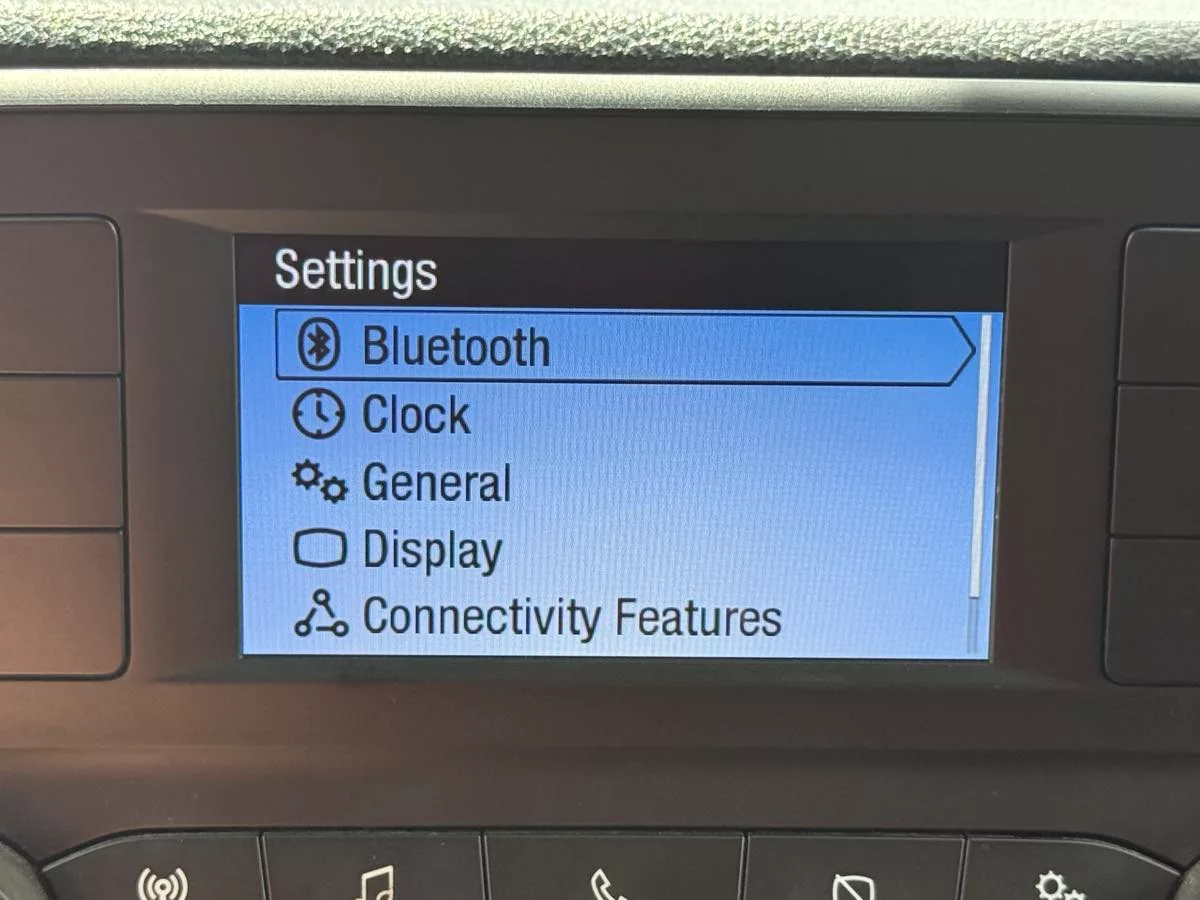 Settings
Bluetooth
Clock
General
Display
Connectivity Features